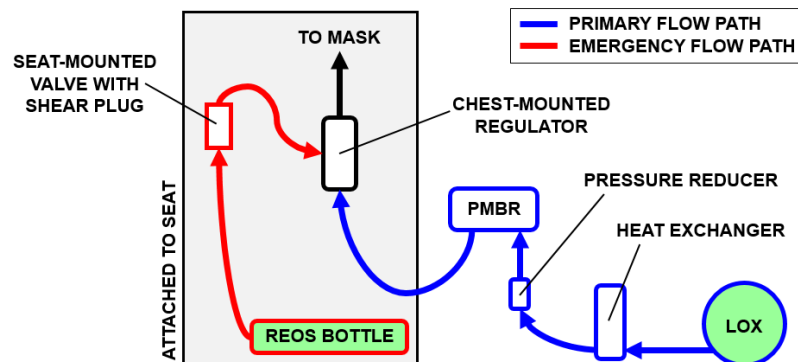 PRIMARY FLOW PATH
EMERGENCY FLOW PATH
TO MASK
SEAT-MOUNTED
VALVE WITH
SHEAR PLUG
CHEST-MOUNTED
REGULATOR
PRESSURE REDUCER
PMBR
HEAT EXCHANGER
ATTACHED TO SEAT
REOS BOTTLE
LOX